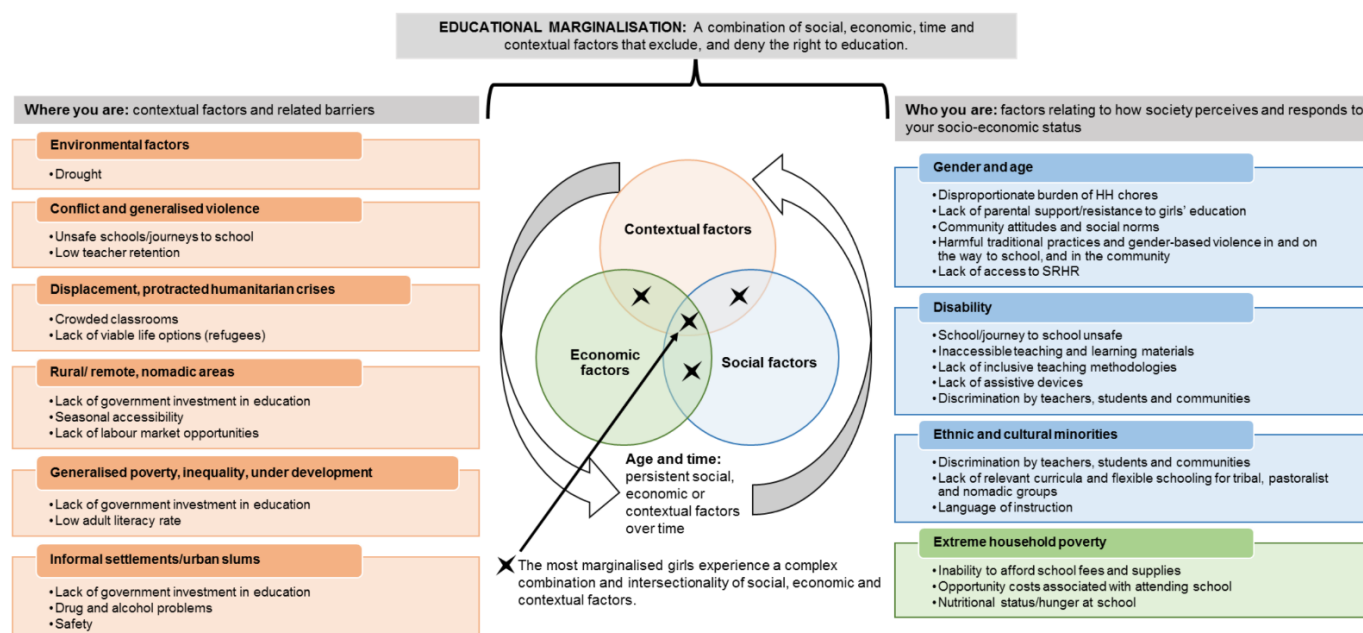 EDUCATIONAL MARGINALISATION: A combination of social, economic, time and
contextual factors that exclude, and deny the right to education.
Where you are: contextual factors and related barriers
Environmental factors
•Drought
Conflict and generalised violence
•Unsafe schools/journeys to school
•Low teacher retention
Displacement, protracted humanitarian crises
•Crowded classrooms
•Lack of viable life options (refugees)
Rural/ remote, nomadic areas
•Lack of government investment in education
•Seasonal accessibility
•Lack of labour market opportunities
Generalised poverty, inequality, under development
•Lack of government investment in education
•Low adult literacy rate
Informal settlements/urban slums
•Lack of government investment in education
•Drug and alcohol problems
•Safety
Contextual factors
Economic
factors
Social factors
Age and time:
persistent social,
economic or
contextual factors
over time
The most marginalised girls experience a complex
combination and intersectionality of social, economic and
contextual factors.
Who you are: factors relating to how society perceives and responds to
your socio-economic status
Gender and age
•Disproportionate burden of HH chores
•Lack of parental support/resistance to girls' education
•Community attitudes and social norms
•Harmful traditional practices and gender-based violence in and on
the way to school, and in the community
•Lack of access to SRHR
Disability
•School/journey to school unsafe
•Inaccessible teaching and learning materials
•Lack of inclusive teaching methodologies
•Lack of assistive devices
•Discrimination by teachers, students and communities
Ethnic and cultural minorities
•Discrimination by teachers, students and communities
•Lack of relevant curricula and flexible schooling for tribal, pastoralist
and nomadic groups
•Language of instruction
Extreme household poverty
•Inability to afford school fees and supplies
•Opportunity costs associated with attending school
•Nutritional status/hunger at school